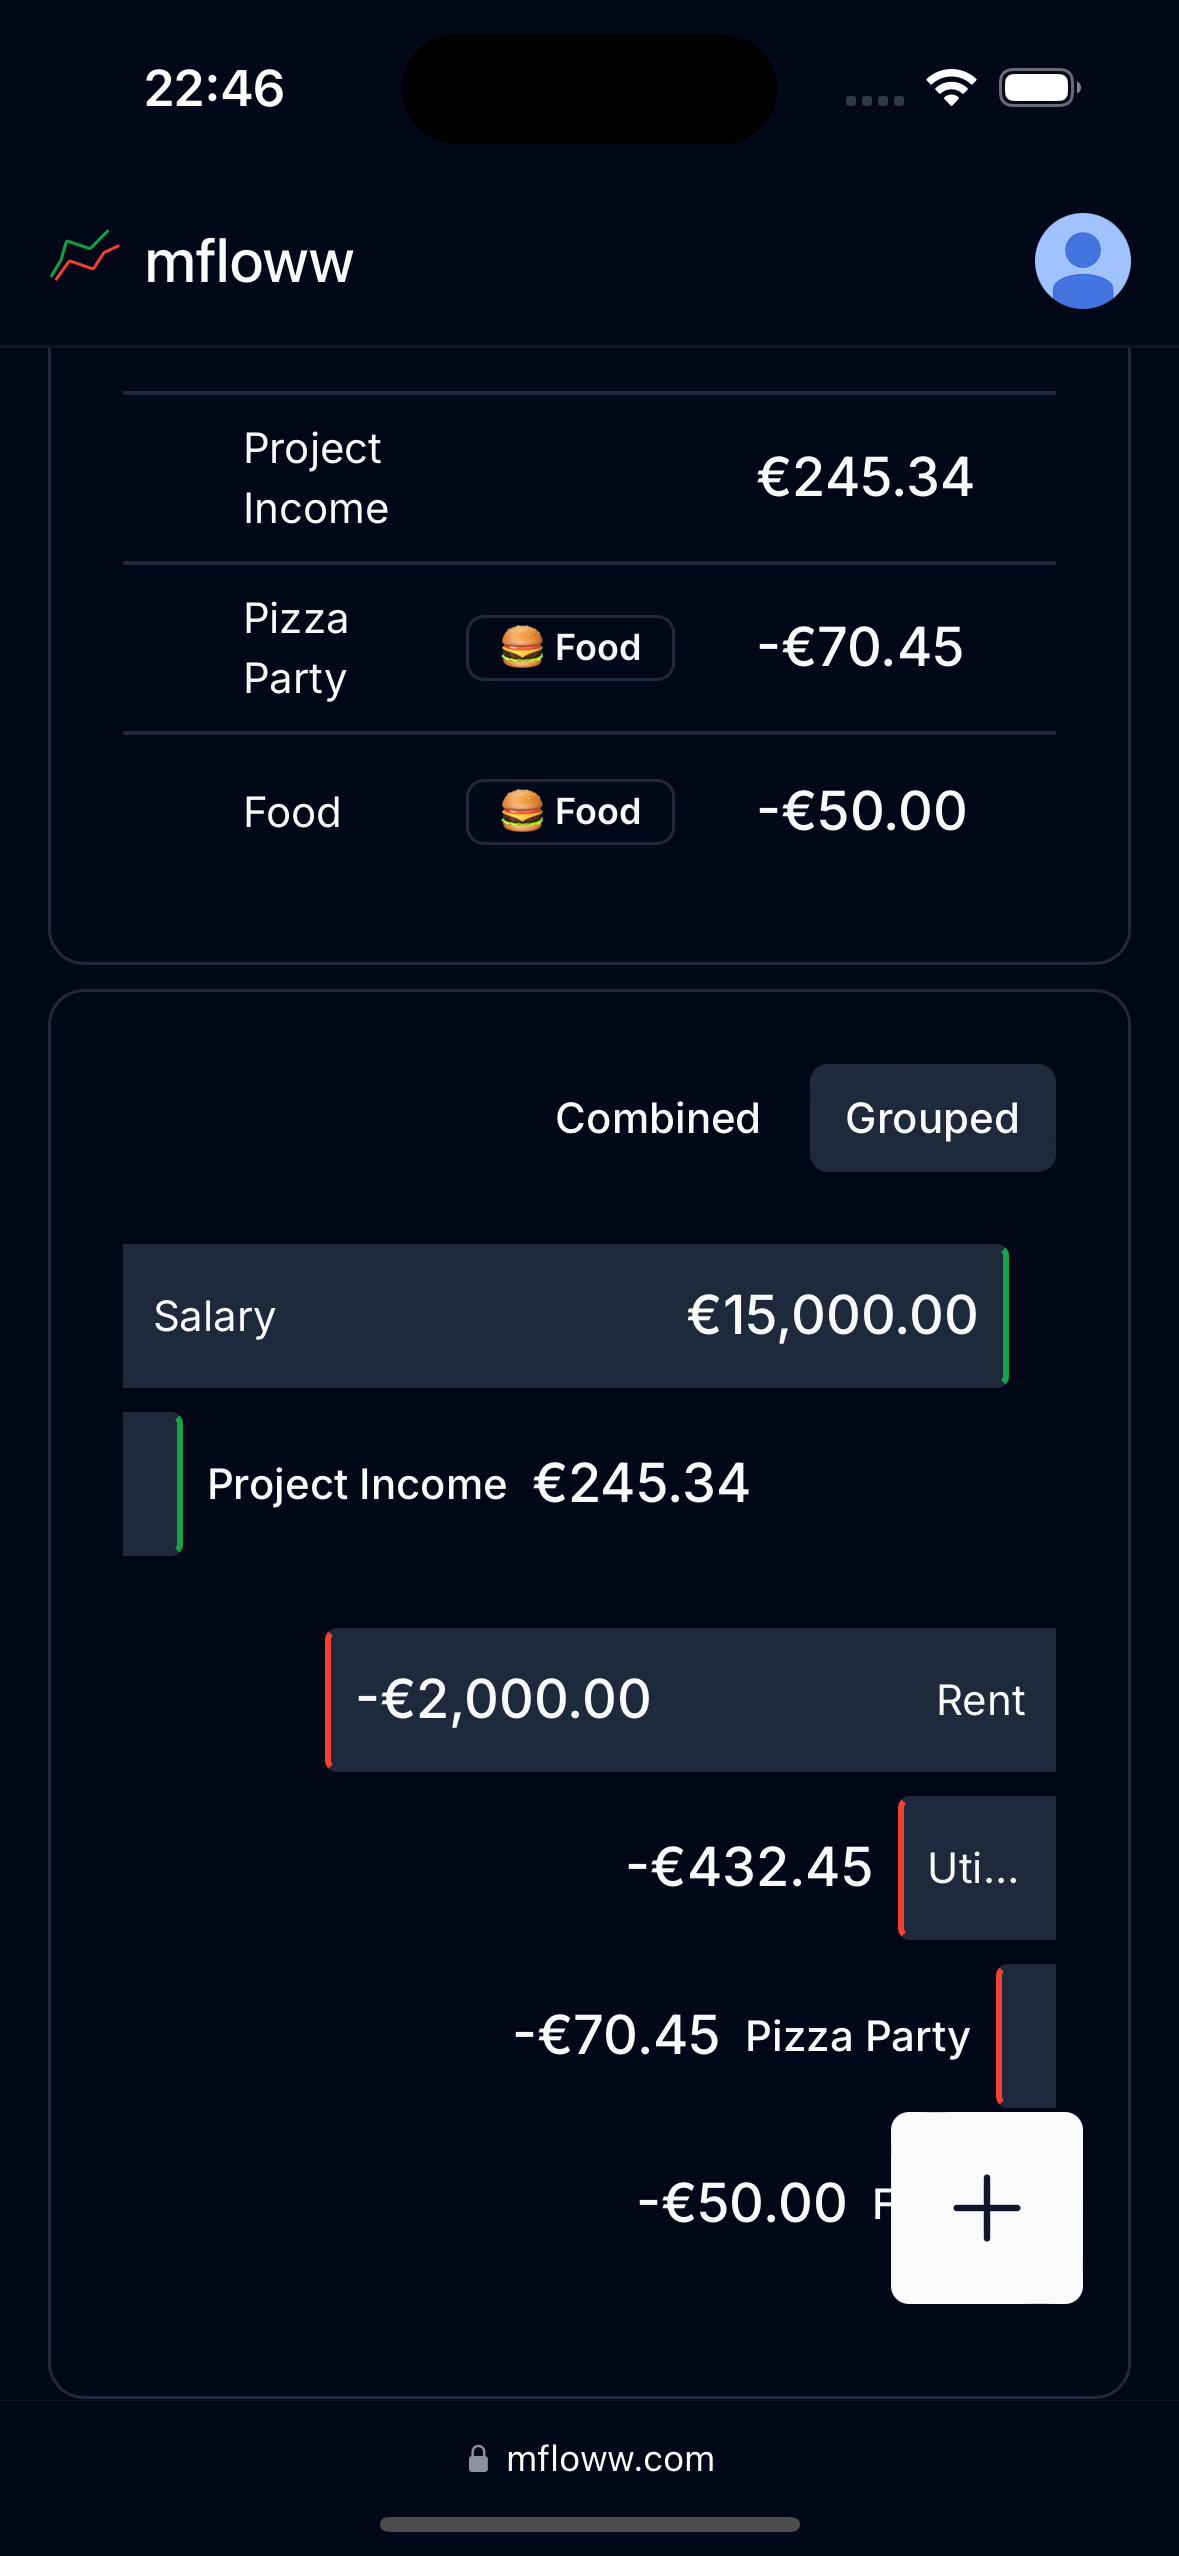 22:46
mfloww
Project
Income
€245.34
Pizza
Party
Food
-€70.45
Food
Food
-€50.00
Combined
Grouped
Salary
€15,000.00
Project Income €245.34
-€2,000.00
Rent
-€432.45
Uti...
-€70.45 Pizza Party
-€50.00 F
mfloww.com